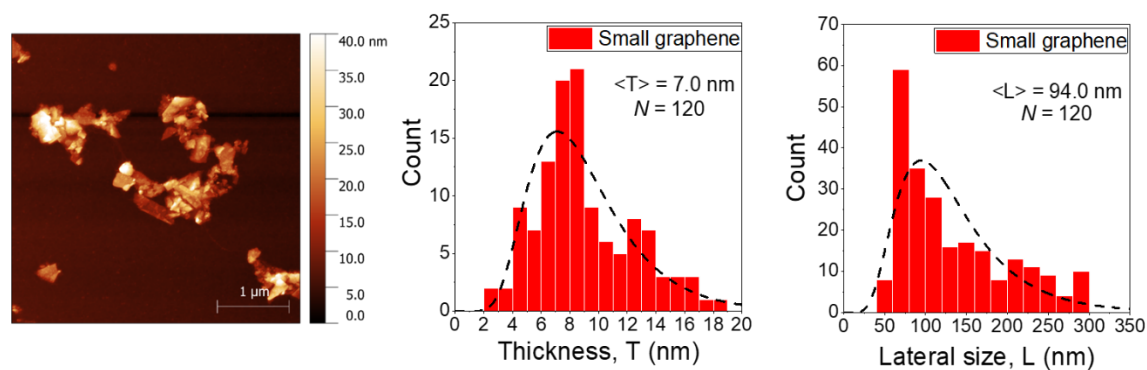 40.0 nm
35.0
30.0
25.0
20.0
15.0
10.0
5.0
0.0
1 µm
Small graphene
<T> = 7.0 nm
N = 120
Count
25
20
15
10
5
0
0 2 4 6 8 10 12 14 16 18 20
Thickness, T (nm)
Small graphene
<L> = 94.0 nm
N = 120
Count
70
60
50
40
30
20
10
0
0 50 100 150 200 250 300 350
Lateral size, L (nm)